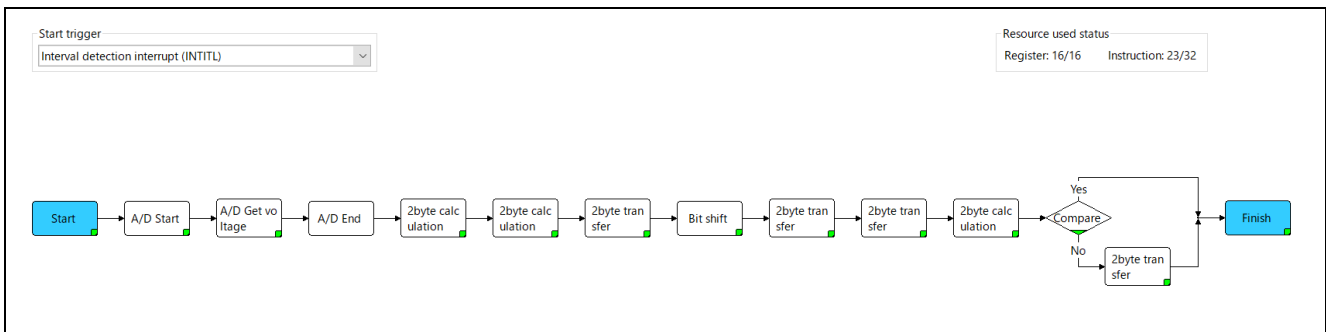 Start trigger
Interval detection interrupt (INTITL)
Resource used status
Register: 16/16 Instruction: 23/32
Start
A/D Start
A/D Get vo
ltage
A/D End
2byte calc
ulation
2byte calc
ulation
2byte tran
sfer
Bit shift
2byte tran
sfer
2byte tran
sfer
2byte calc
ulation
Compare
Yes
No
2byte tran
sfer
Finish